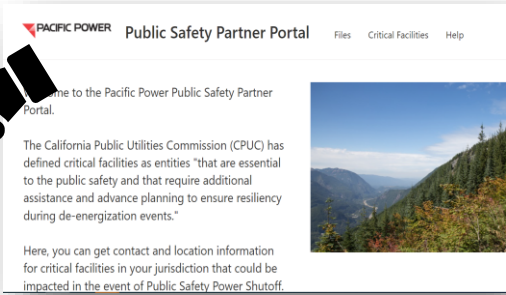 PACIFIC POWER
Public Safety Partner Portal
Files Critical Facilities Help
to the Pacific Power Public Safety Partner
Portal.
The California Public Utilities Commission (CPUC) has
defined critical facilities as entities "that are essential
to the public safety and that require additional
assistance and advance planning to ensure resiliency
during de-energization events."
Here, you can get contact and location information
for critical facilities in your jurisdiction that could be
impacted in the event of Public Safety Power Shutoff.